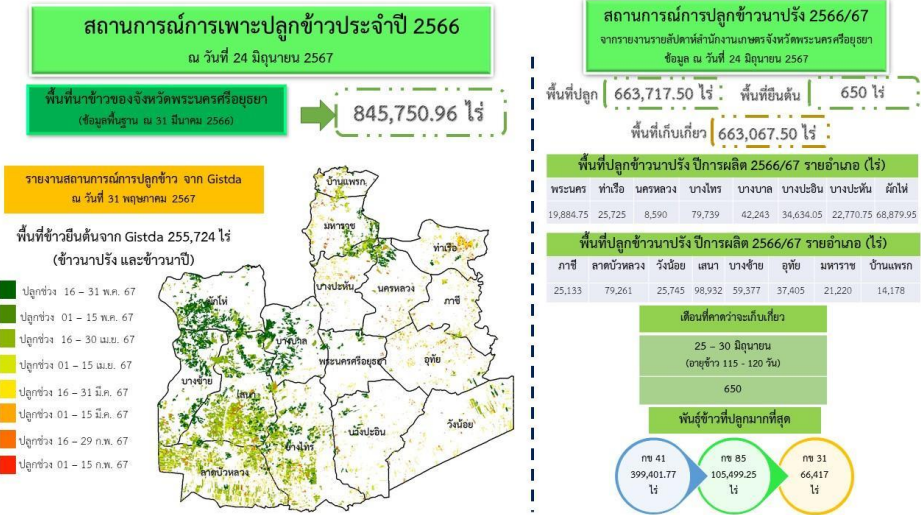 สถานการณ์การเพาะปลูกข้าวประจำปี 2566
ณ วันที่ 24 มิถุนายน 2567
พื้นที่นาข้าวของจังหวัดพระนครศรีอยุธยา
(ข้อมูลพื้นฐาน ณ 31 มีนาคม 2566)
845,750.96 ไร่
รายงานสถานการณ์การปลูกข้าว จาก Gistda
ณ วันที่ 31 พฤษภาคม 2567
พื้นที่ข้าวยืนต้นจาก Gistda 255,724 ไร่
(ข้าวนาปรัง และข้าวนาปี)
ปลูกช่วง 16 – 31 พ.ค. 67
ปลูกช่วง 01 – 15 พ.ค. 67
ปลูกช่วง 16 – 30 เม.ย. 67
ปลูกช่วง 01 – 15 เม.ย. 67
ปลูกช่วง 16 – 31 มี.ค. 67
ปลูกช่วง 01 – 15 มี.ค. 67
ปลูกช่วง 16 – 29 ก.พ. 67
ปลูกช่วง 01 – 15 ก.พ. 67
บ้านแพรก
มหาราช
ท่าเรือ
บางปะหัน
นครหลวง
ภาชี
ผักไห่
บางบาล
พระนครศรีอยุธยา
อุทัย
บางซ้าย
เสนา
บางปะอิน
วังน้อย
บางไทร
ลาดบัวหลวง
สถานการณ์การปลูกข้าวนาปรัง 2566/67
จากรายงานรายสัปดาห์สำนักงานเกษตรจังหวัดพระนครศรีอยุธยา
ข้อมูล ณ วันที่ 24 มิถุนายน 2567
พื้นที่ปลูก 663,717.50 ไร่ พื้นที่ยืนต้น 650 ไร่
พื้นที่เก็บเกี่ยว 663,067.50 ไร่
พื้นที่ปลูกข้าวนาปรัง ปีการผลิต 2566/67 รายอำเภอ (ไร่)
พระนคร ท่าเรือ นครหลวง บางไทร บางบาล บางปะอิน บางปะหัน ผักไห่
19,884.75 25,725 8,590 79,739 42,243 34,634.05 22,770.75 68,879.95
พื้นที่ปลูกข้าวนาปรัง ปีการผลิต 2566/67 รายอำเภอ (ไร่)
ภาชี ลาดบัวหลวง วังน้อย เสนา บางซ้าย อุทัย มหาราช บ้านแพรก
25,133 79,261 25,745 98,932 59,377 37,405 21,220 14,178
เดือนที่คาดว่าจะเก็บเกี่ยว
25 – 30 มิถุนายน
(อายุข้าว 115 - 120 วัน)
650
พันธุ์ข้าวที่ปลูกมากที่สุด
กข 41
399,401.77
ไร่
กข 85
105,499.25
ไร่
กข 31
66,417
ไร่